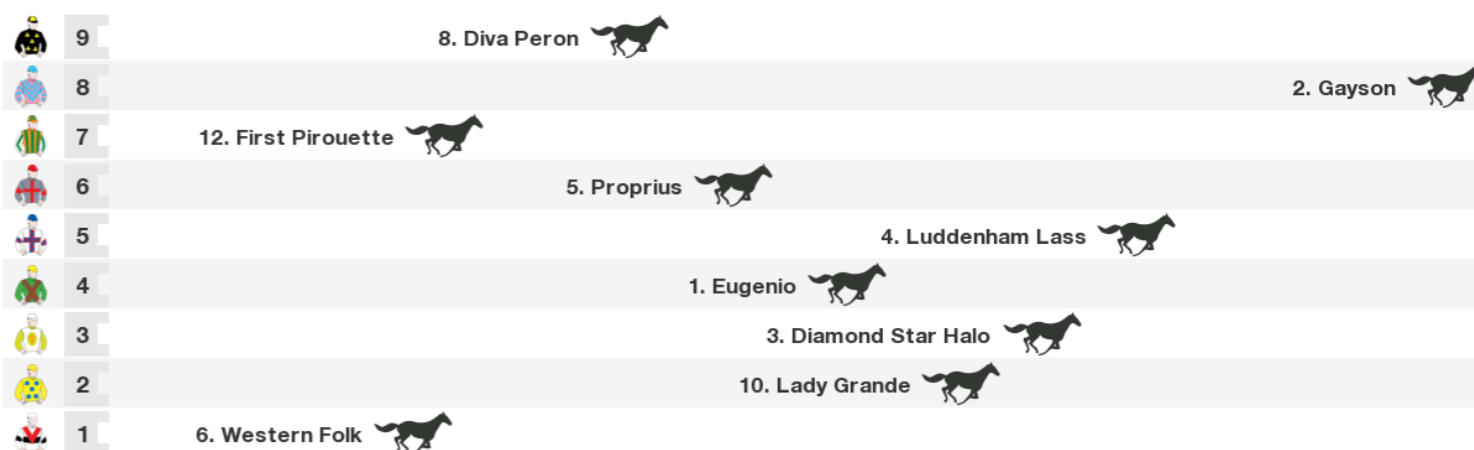 9 8. Diva Peron
8 2. Gayson
7 12. First Pirouette
6 5. Proprius
5 4. Luddenham Lass
4 1. Eugenio
3 3. Diamond Star Halo
2 10. Lady Grande
1 6. Western Folk